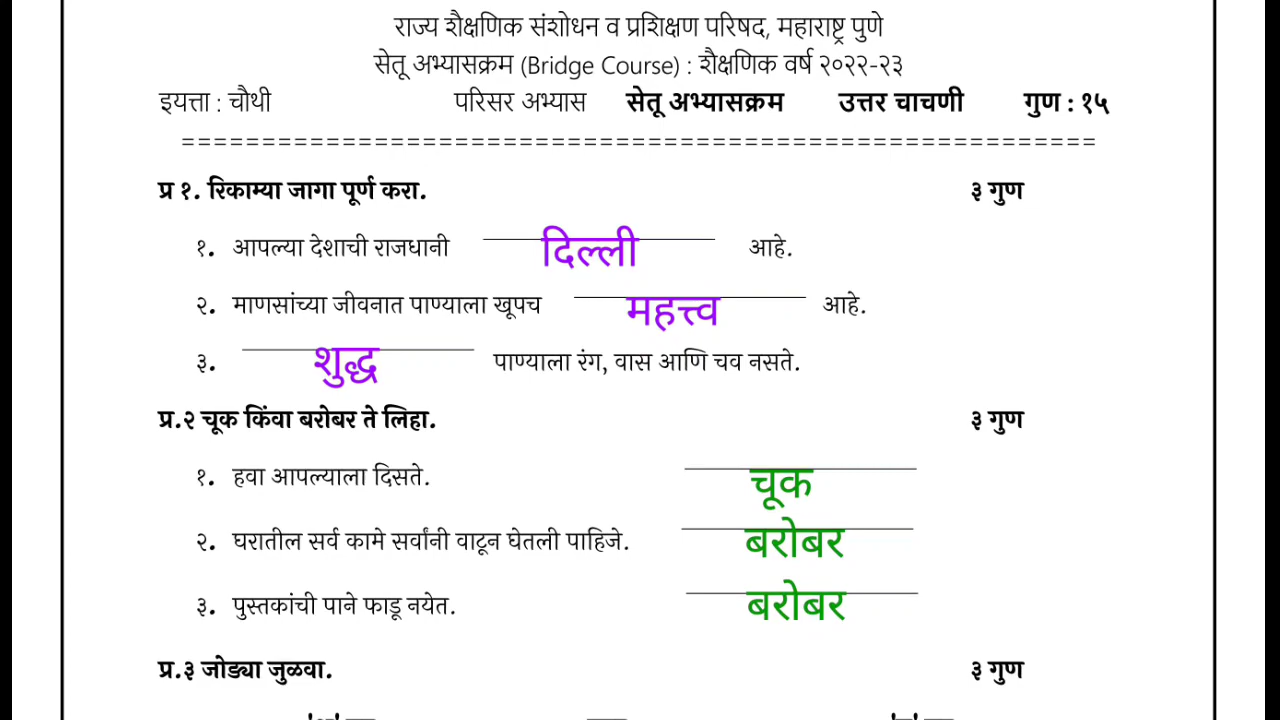 राज्य शैक्षणिक संशोधन व प्रशिक्षण परिषद, महाराष्ट्र पुणे
सेतू अभ्यासक्रम (Bridge Course) : शैक्षणिक वर्ष २०२२-२३
इयत्ता : चौथी परिसर अभ्यास सेतू अभ्यासक्रम उत्तर चाचणी गुण : १५
=========================================================
प्र १. रिकाम्या जागा पूर्ण करा. ३ गुण
१. आपल्या देशाची राजधानी दिल्ली आहे.
२. माणसांच्या जीवनात पाण्याला खूपच महत्त्व आहे.
३. शुद्ध पाण्याला रंग, वास आणि चव नसते.
प्र.२ चूक किंवा बरोबर ते लिहा. ३ गुण
१. हवा आपल्याला दिसते. चूक
२. घरातील सर्व कामे सर्वांनी वाटून घेतली पाहिजे. बरोबर
३. पुस्तकांची पाने फाडू नयेत. बरोबर
प्र.३ जोड्या जुळवा. ३ गुण